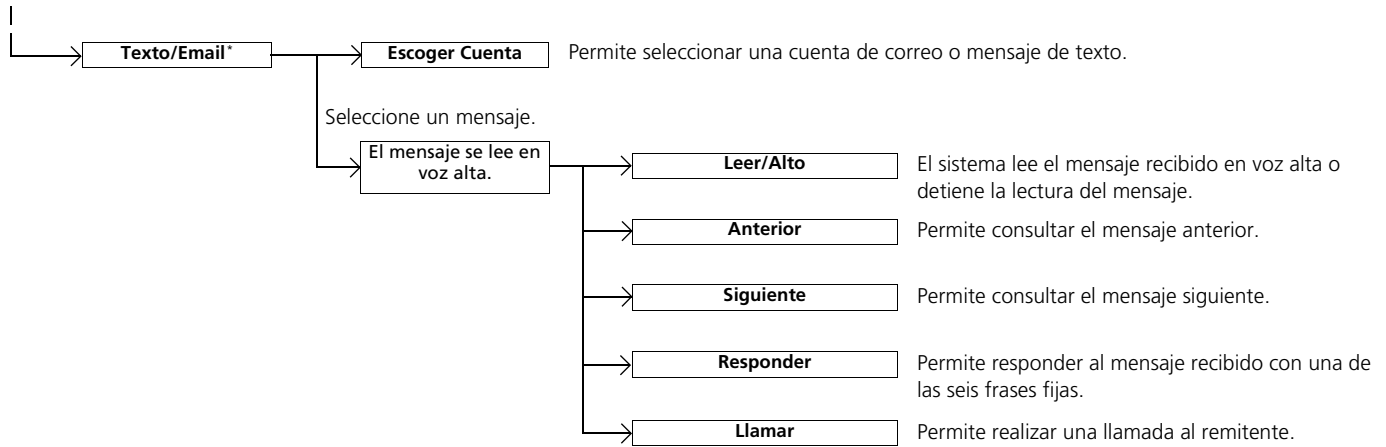 Texto/Email*
Escoger Cuenta
Permite seleccionar una cuenta de correo o mensaje de texto.
Seleccione un mensaje.
El mensaje se lee en
voz alta.
Leer/Alto
El sistema lee el mensaje recibido en voz alta o
detiene la lectura del mensaje.
Anterior
Permite consultar el mensaje anterior.
Siguiente
Permite consultar el mensaje siguiente.
Responder
Permite responder al mensaje recibido con una de
las seis frases fijas.
Llamar
Permite realizar una llamada al remitente.